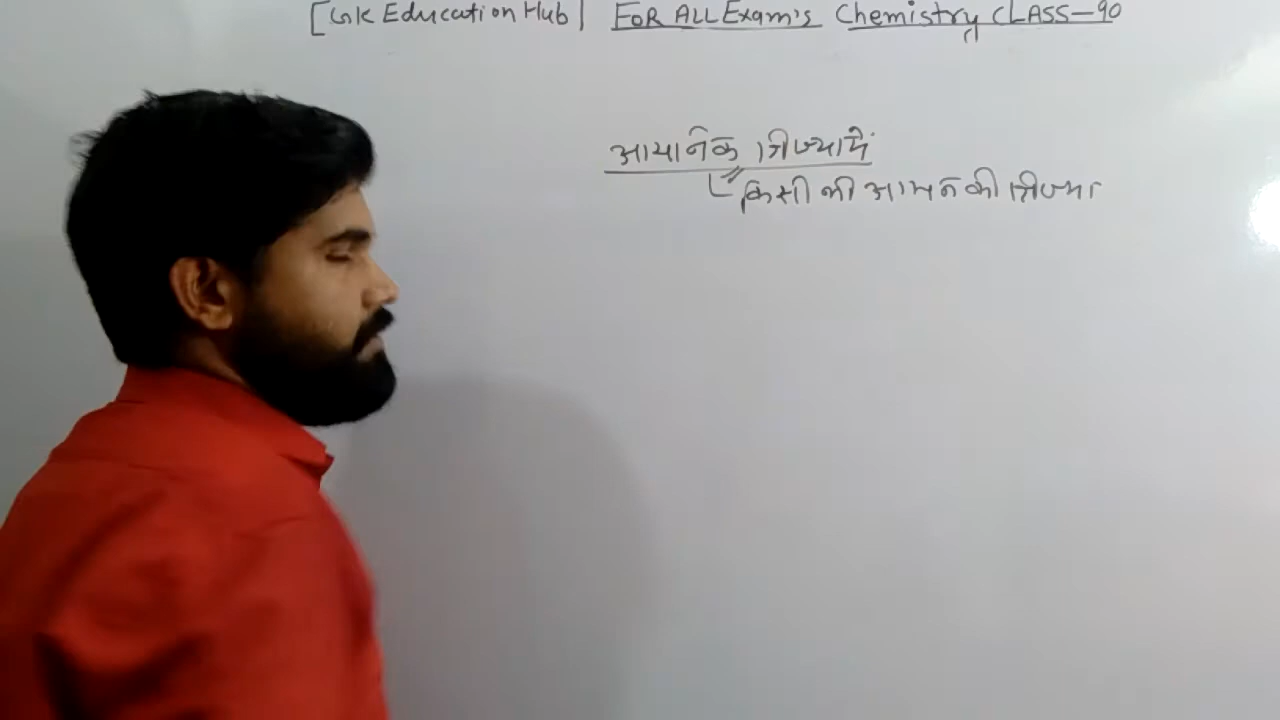 [Gk Education Hub] FOR ALL Exam's Chemistry CLASS-90
आयनिक त्रिज्यायें
किसी भी आयन की त्रिज्या